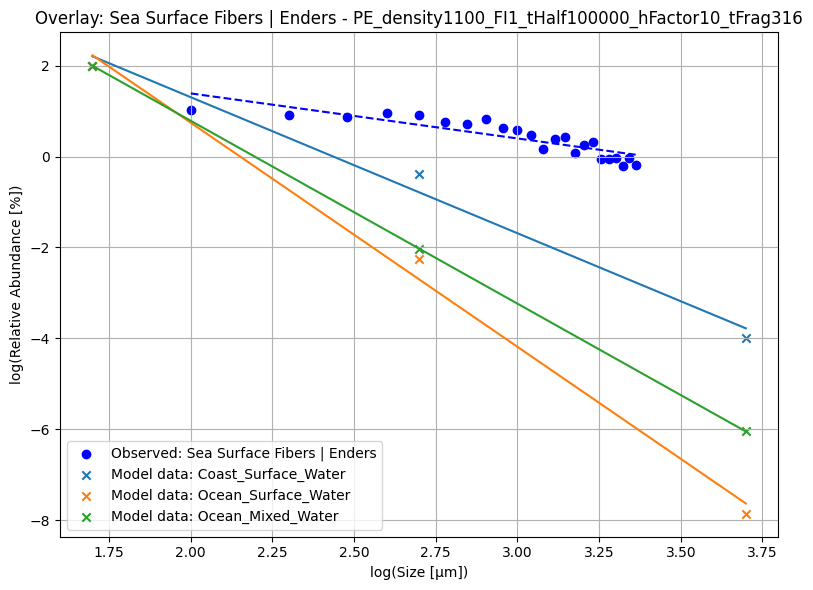 Overlay: Sea Surface Fibers | Enders - PE_density1100_FI1_tHalf100000_hFactor10_tFrag316
log(Relative Abundance [%])
2
0
−2
−4
−6
−8
Observed: Sea Surface Fibers | Enders
Model data: Coast_Surface_Water
Model data: Ocean_Surface_Water
Model data: Ocean_Mixed_Water
1.75
2.00
2.25
2.50
2.75
3.00
3.25
3.50
3.75
log(Size [μm])